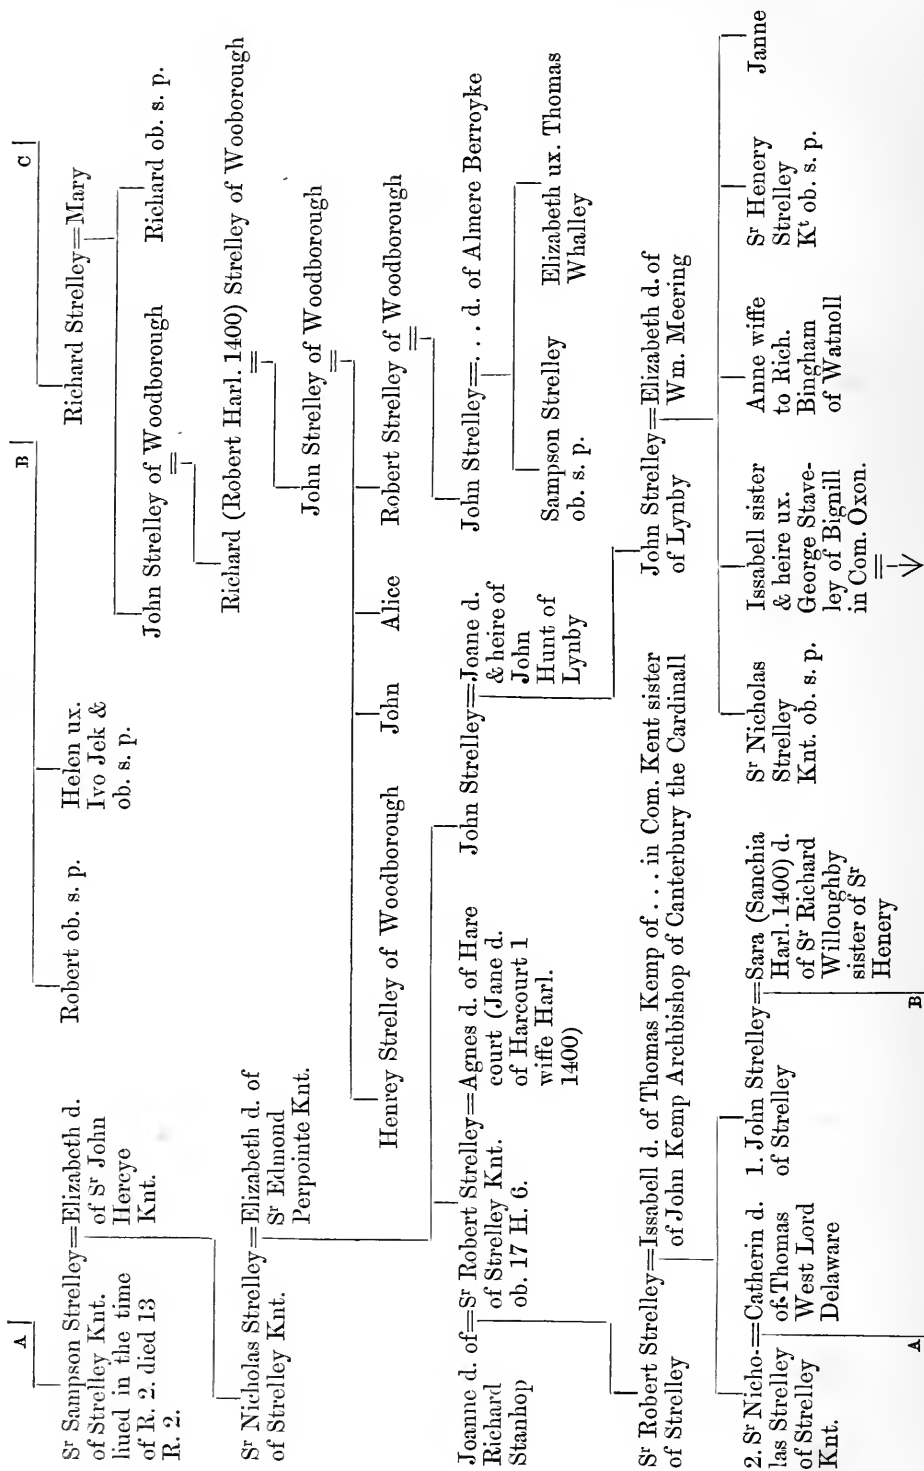 A
B
C
Sʳ Sampson Strelley=Elizabeth d.
of Strelley Knt.
liued in the time
of R. 2. died 13
R. 2.
of Sʳ John
Hercye
Knt.
Robert ob. s. p.
Helen ux.
Ivo Jek &
ob. s. p.
Richard Strelley=Mary
John Strelley of Woodborough
Richard ob. s. p.
Richard (Robert Harl. 1400) Strelley of Wooborough
Sʳ Nicholas Strelley=Elizabeth d. of
of Strelley Knt.
Sʳ Edmond
Perpointe Knt.
John Strelley of Woodborough
Henrey Strelley of Woodborough
John
Alice
Robert Strelley of Woodborough
Joanne d. of=Sʳ Robert Strelley=Agnes d. of Hare
Richard
Stanhop
of Strelley Knt.
ob. 17 H. 6.
court (Jane d.
of Harcourt 1
wiffe Harl.
1400)
John Strelley=Joane d.
& heire of
John
Hunt of
Lynby
John Strelley=... d. of Almere Berroyke
Sampson Strelley
ob. s. p.
Elizabeth ux. Thomas
Whalley
Sʳ Robert Strelley=Issabell d. of Thomas Kemp of ... in Com. Kent sister
of Strelley
of John Kemp Archbishop of Canterbury the Cardinall
John Strelley=Elizabeth d. of
of Lynby
Wm. Meering
2. Sʳ Nicho-=Catherin d.
las Strelley
of Strelley
Knt.
of Thomas
West Lord
Delaware
1. John Strelley=Sara (Sanchia
of Strelley
Harl. 1400) d.
of Sʳ Richard
Willoughby
sister of Sʳ
Henery
Sʳ Nicholas
Strelley
Knt. ob. s. p.
Issabell sister
& heire ux.
George Stave-
ley of Bignill
in Com. Oxon.
Anne wiffe
to Rich.
Bingham
of Watnoll
Sʳ Henery
Strelley
Kᵗ ob. s. p.
Janne
A
B